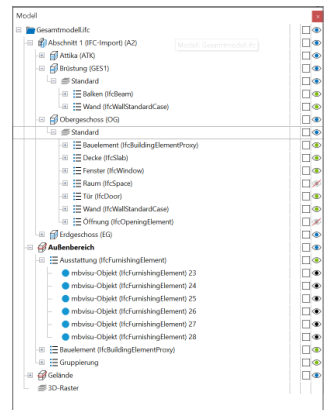 Modell
Gesamtmodell.ifc
Abschnitt 1 (IFC-Import) (A2)
Modell: Gesamtmodell.ifc
Attika (ATK)
Brüstung (GES1)
Standard
Balken (IfcBeam)
Wand (IfcWallStandardCase)
Obergeschoss (OG)
Standard
Bauelement (IfcBuildingElementProxy)
Decke (IfcSlab)
Fenster (IfcWindow)
Raum (IfcSpace)
Tür (IfcDoor)
Wand (IfcWallStandardCase)
Öffnung (IfcOpeningElement)
Erdgeschoss (EG)
Außenbereich
Ausstattung (IfcFurnishingElement)
mbvisu-Objekt (IfcFurnishingElement) 23
mbvisu-Objekt (IfcFurnishingElement) 24
mbvisu-Objekt (IfcFurnishingElement) 25
mbvisu-Objekt (IfcFurnishingElement) 26
mbvisu-Objekt (IfcFurnishingElement) 27
mbvisu-Objekt (IfcFurnishingElement) 28
Bauelement (IfcBuildingElementProxy)
Gruppierung
Gelände
3D-Raster